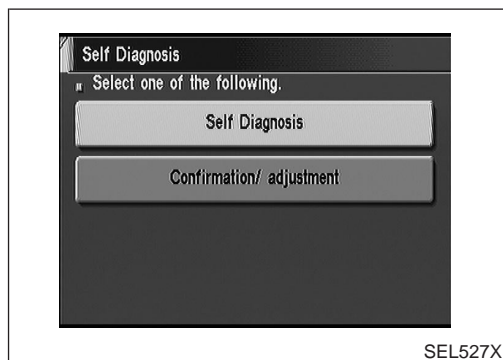 Self Diagnosis
Select one of the following.
Self Diagnosis
Confirmation/ adjustment
SEL527X